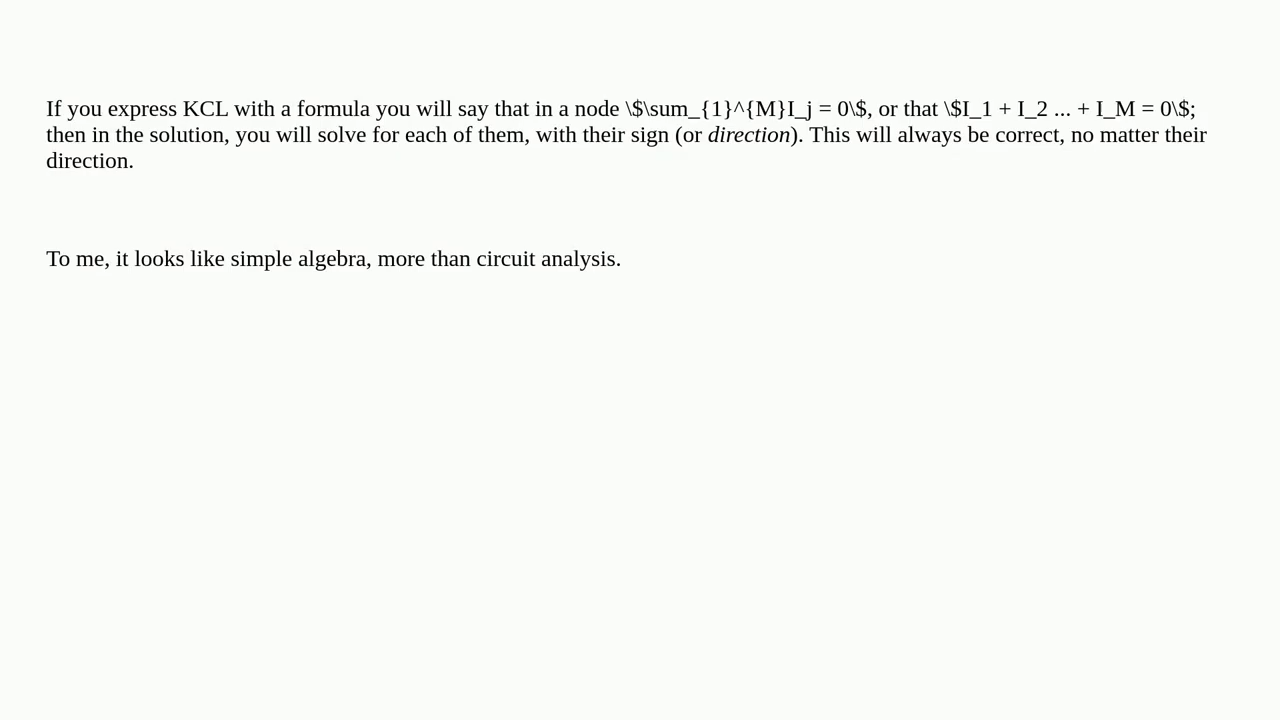 If you express KCL with a formula you will say that in a node \$\sum_{1}^{M}I_j = 0\$, or that \$I_1 + I_2 ... + I_M = 0\$;
then in the solution, you will solve for each of them, with their sign (or direction). This will always be correct, no matter their
direction.
To me, it looks like simple algebra, more than circuit analysis.